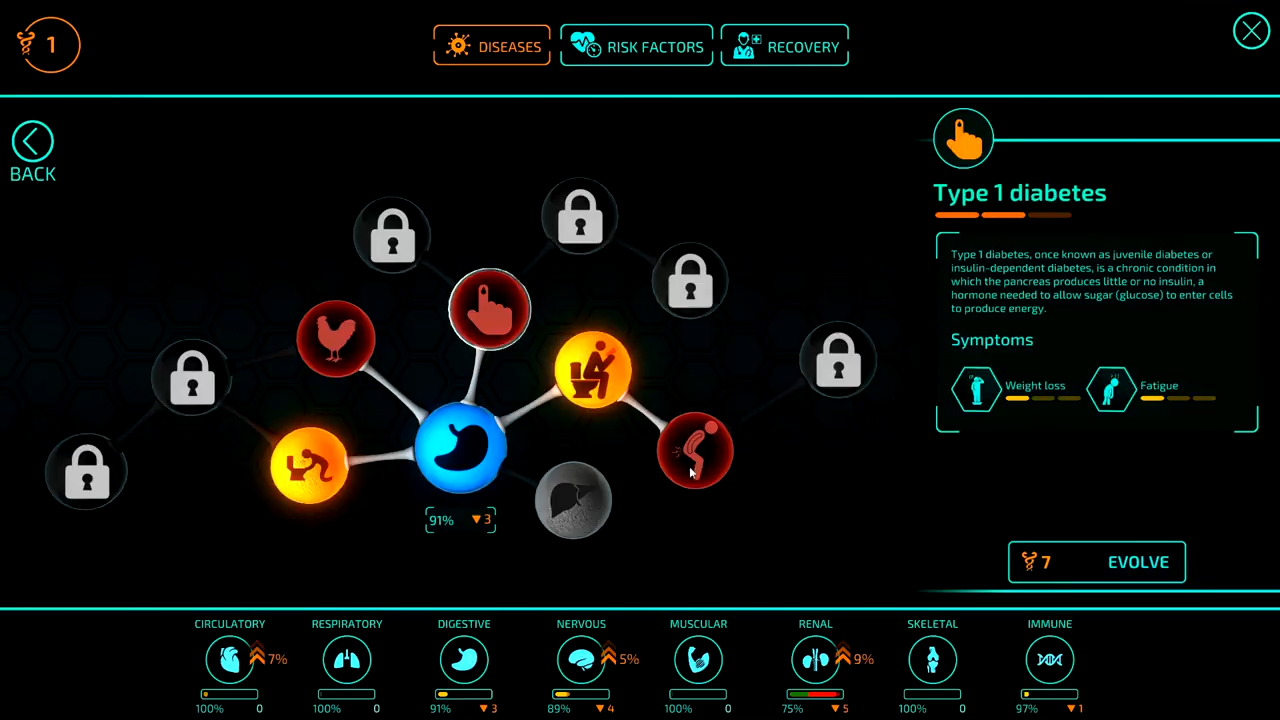 1
DISEASES
RISK FACTORS
RECOVERY
BACK
Type 1 diabetes
Type 1 diabetes, once known as juvenile diabetes or
insulin-dependent diabetes, is a chronic condition in
which the pancreas produces little or no insulin, a
hormone needed to allow sugar (glucose) to enter cells
to produce energy.
Symptoms
Weight loss
Fatigue
91% ▼3
7 EVOLVE
CIRCULATORY
RESPIRATORY
DIGESTIVE
NERVOUS
MUSCULAR
RENAL
SKELETAL
IMMUNE
7%
5%
9%
100% 0
100% 0
91% ▼3
89% ▼4
100% 0
75% ▼5
100% 0
97% ▼1